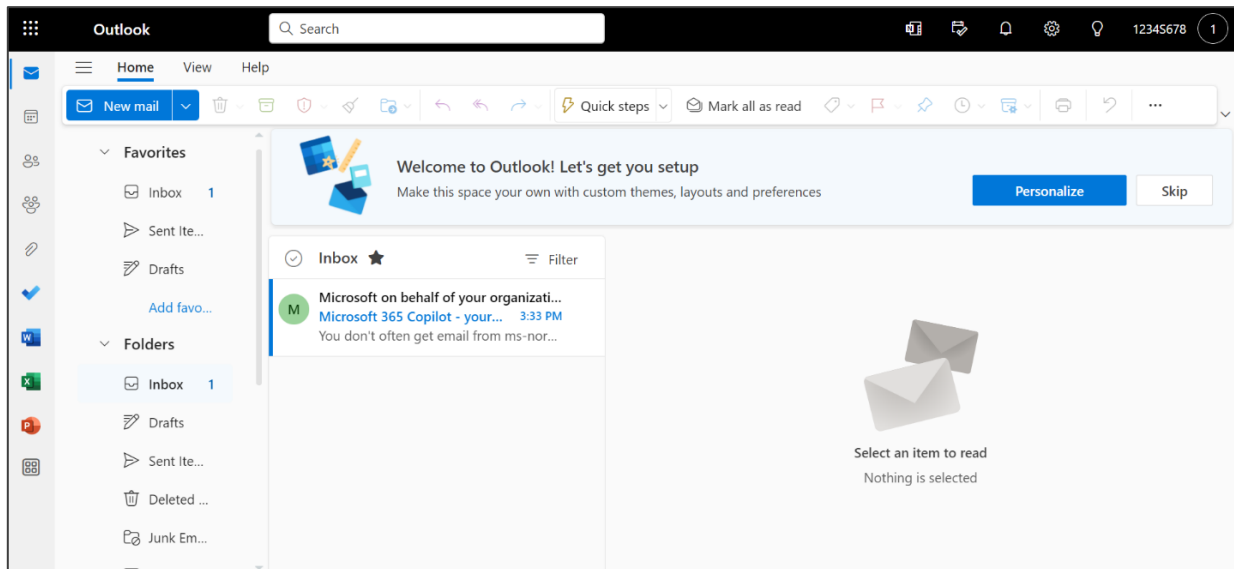 Outlook
Search
1234S678
1
Home View Help
New mail
Quick steps
Mark all as read
...
Favorites
Inbox 1
Sent Ite...
Drafts
Add favo...
Folders
Inbox 1
Drafts
Sent Ite...
Deleted ...
Junk Em...
Welcome to Outlook! Let's get you setup
Make this space your own with custom themes, layouts and preferences
Personalize
Skip
Inbox
Filter
M
Microsoft on behalf of your organizati...
Microsoft 365 Copilot - your... 3:33 PM
You don't often get email from ms-nor...
Select an item to read
Nothing is selected